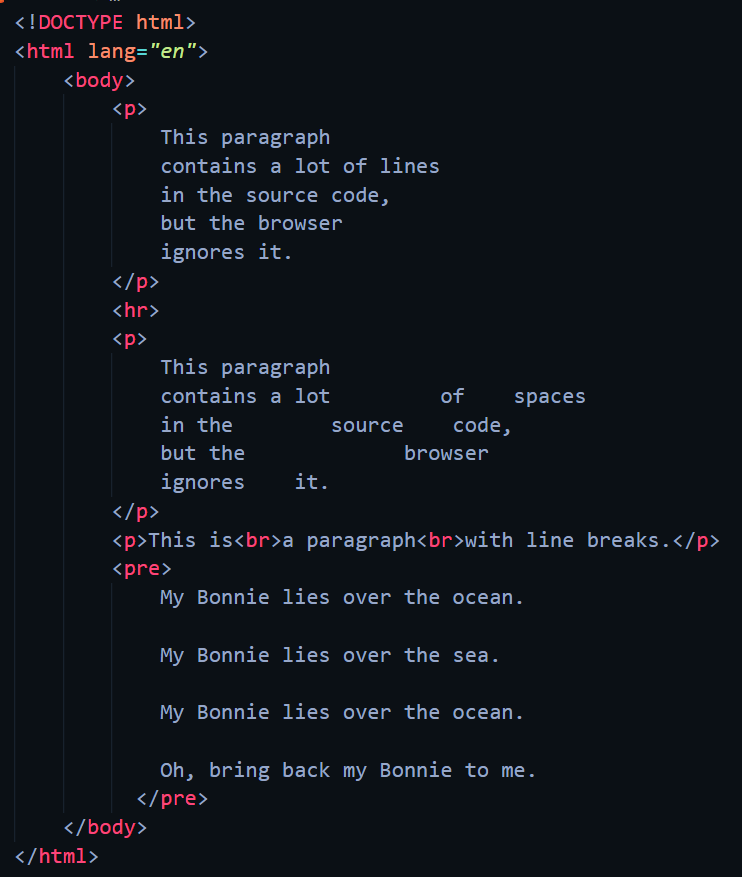 <!DOCTYPE html>
<html lang="en">
    <body>
        <p>
            This paragraph
            contains a lot of lines
            in the source code,
            but the browser
            ignores it.
        </p>
        <hr>
        <p>
            This paragraph
            contains a lot         of    spaces
            in the        source    code,
            but the             browser
            ignores    it.
        </p>
        <p>This is<br>a paragraph<br>with line breaks.</p>
        <pre>
            My Bonnie lies over the ocean.

            My Bonnie lies over the sea.

            My Bonnie lies over the ocean.

            Oh, bring back my Bonnie to me.
          </pre>
    </body>
</html>